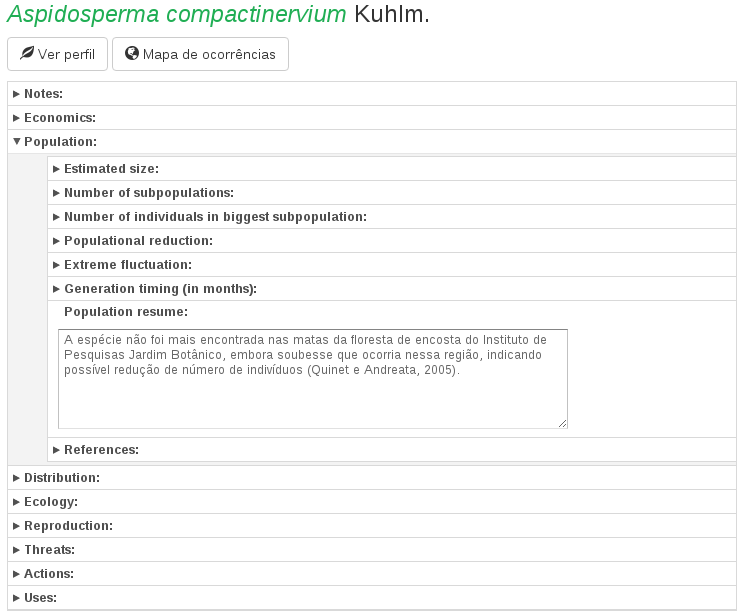 Aspidosperma compactinervium Kuhlm.
Ver perfil Mapa de ocorrências
Notes:
Economics:
Population:
Estimated size:
Number of subpopulations:
Number of individuals in biggest subpopulation:
Populational reduction:
Extreme fluctuation:
Generation timing (in months):
Population resume:
A espécie não foi mais encontrada nas matas da floresta de encosta do Instituto de
Pesquisas Jardim Botânico, embora soubesse que ocorria nessa região, indicando
possível redução de número de indivíduos (Quinet e Andreata, 2005).
References:
Distribution:
Ecology:
Reproduction:
Threats:
Actions:
Uses: